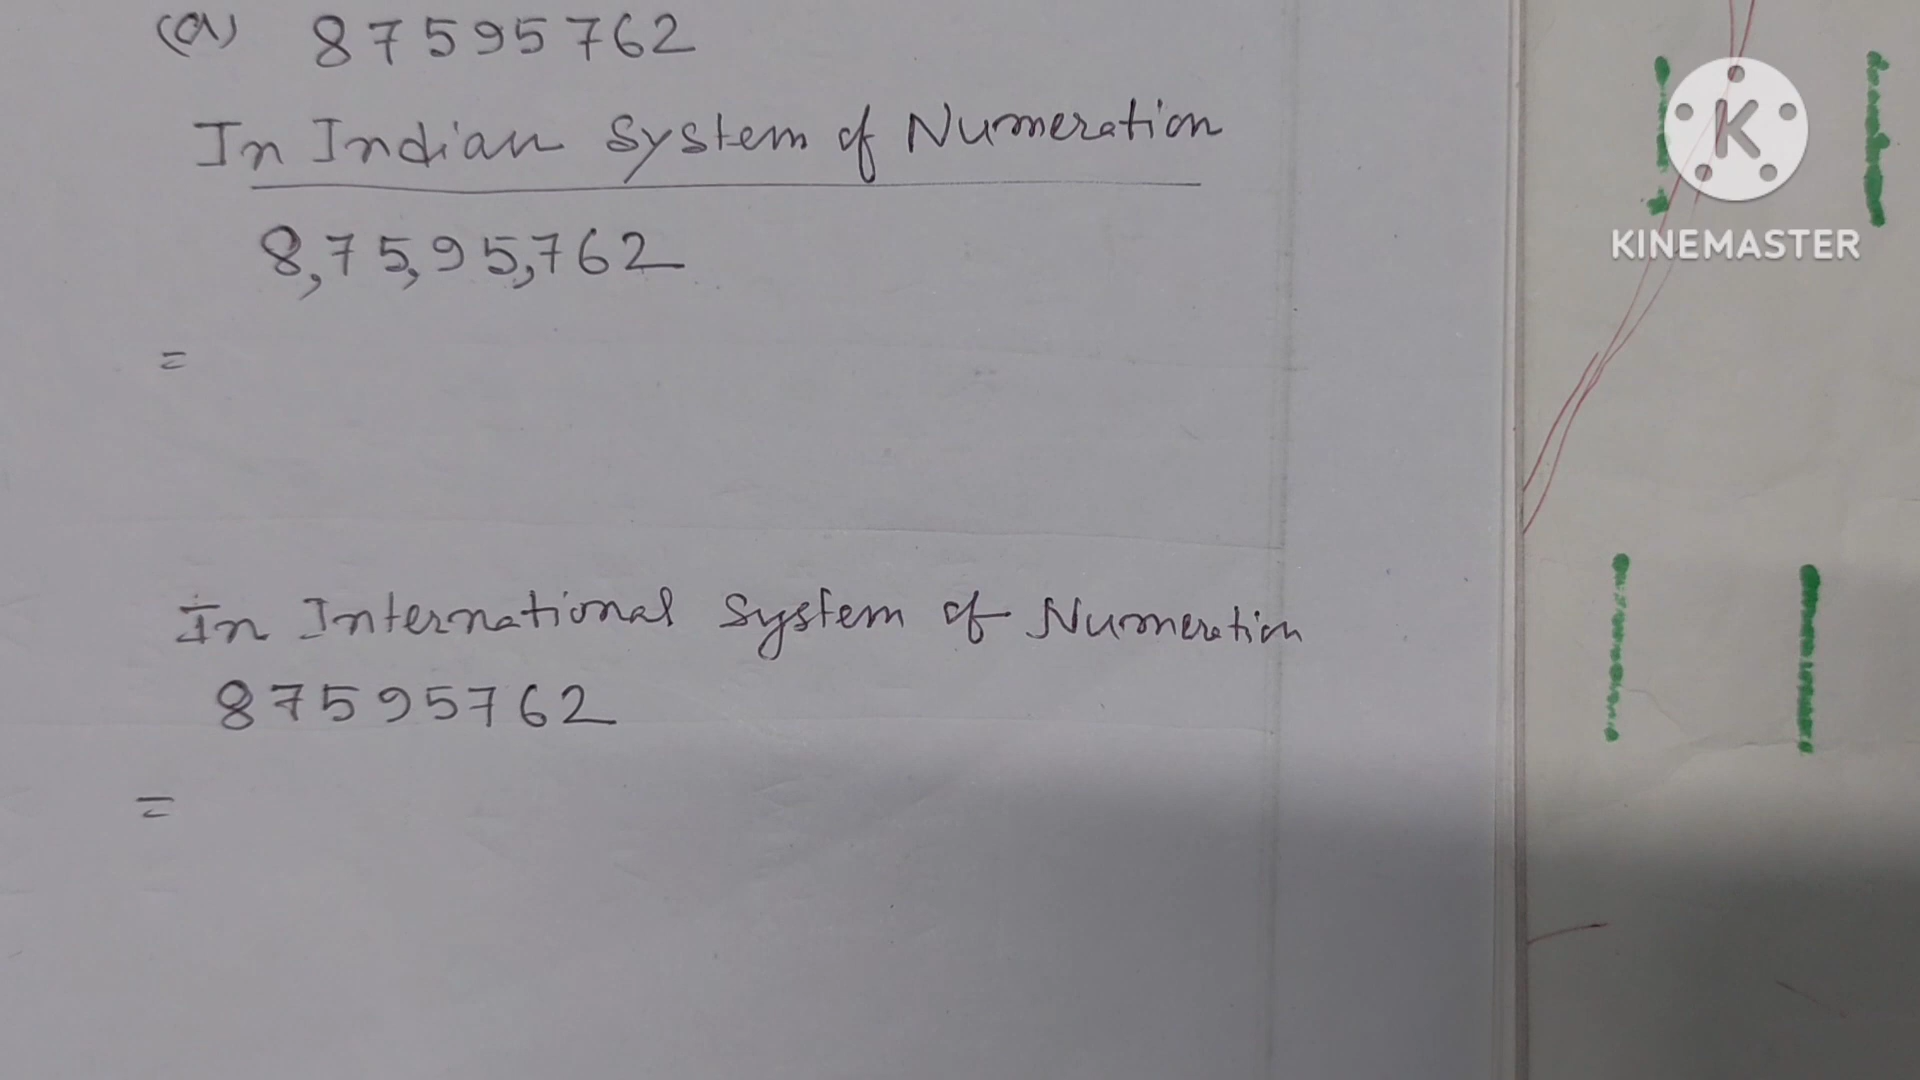 (a) 87595762
In Indian System of Numeration
8,75,95,762
=
In International System of Numeration
87595762
=
K
KINEMASTER